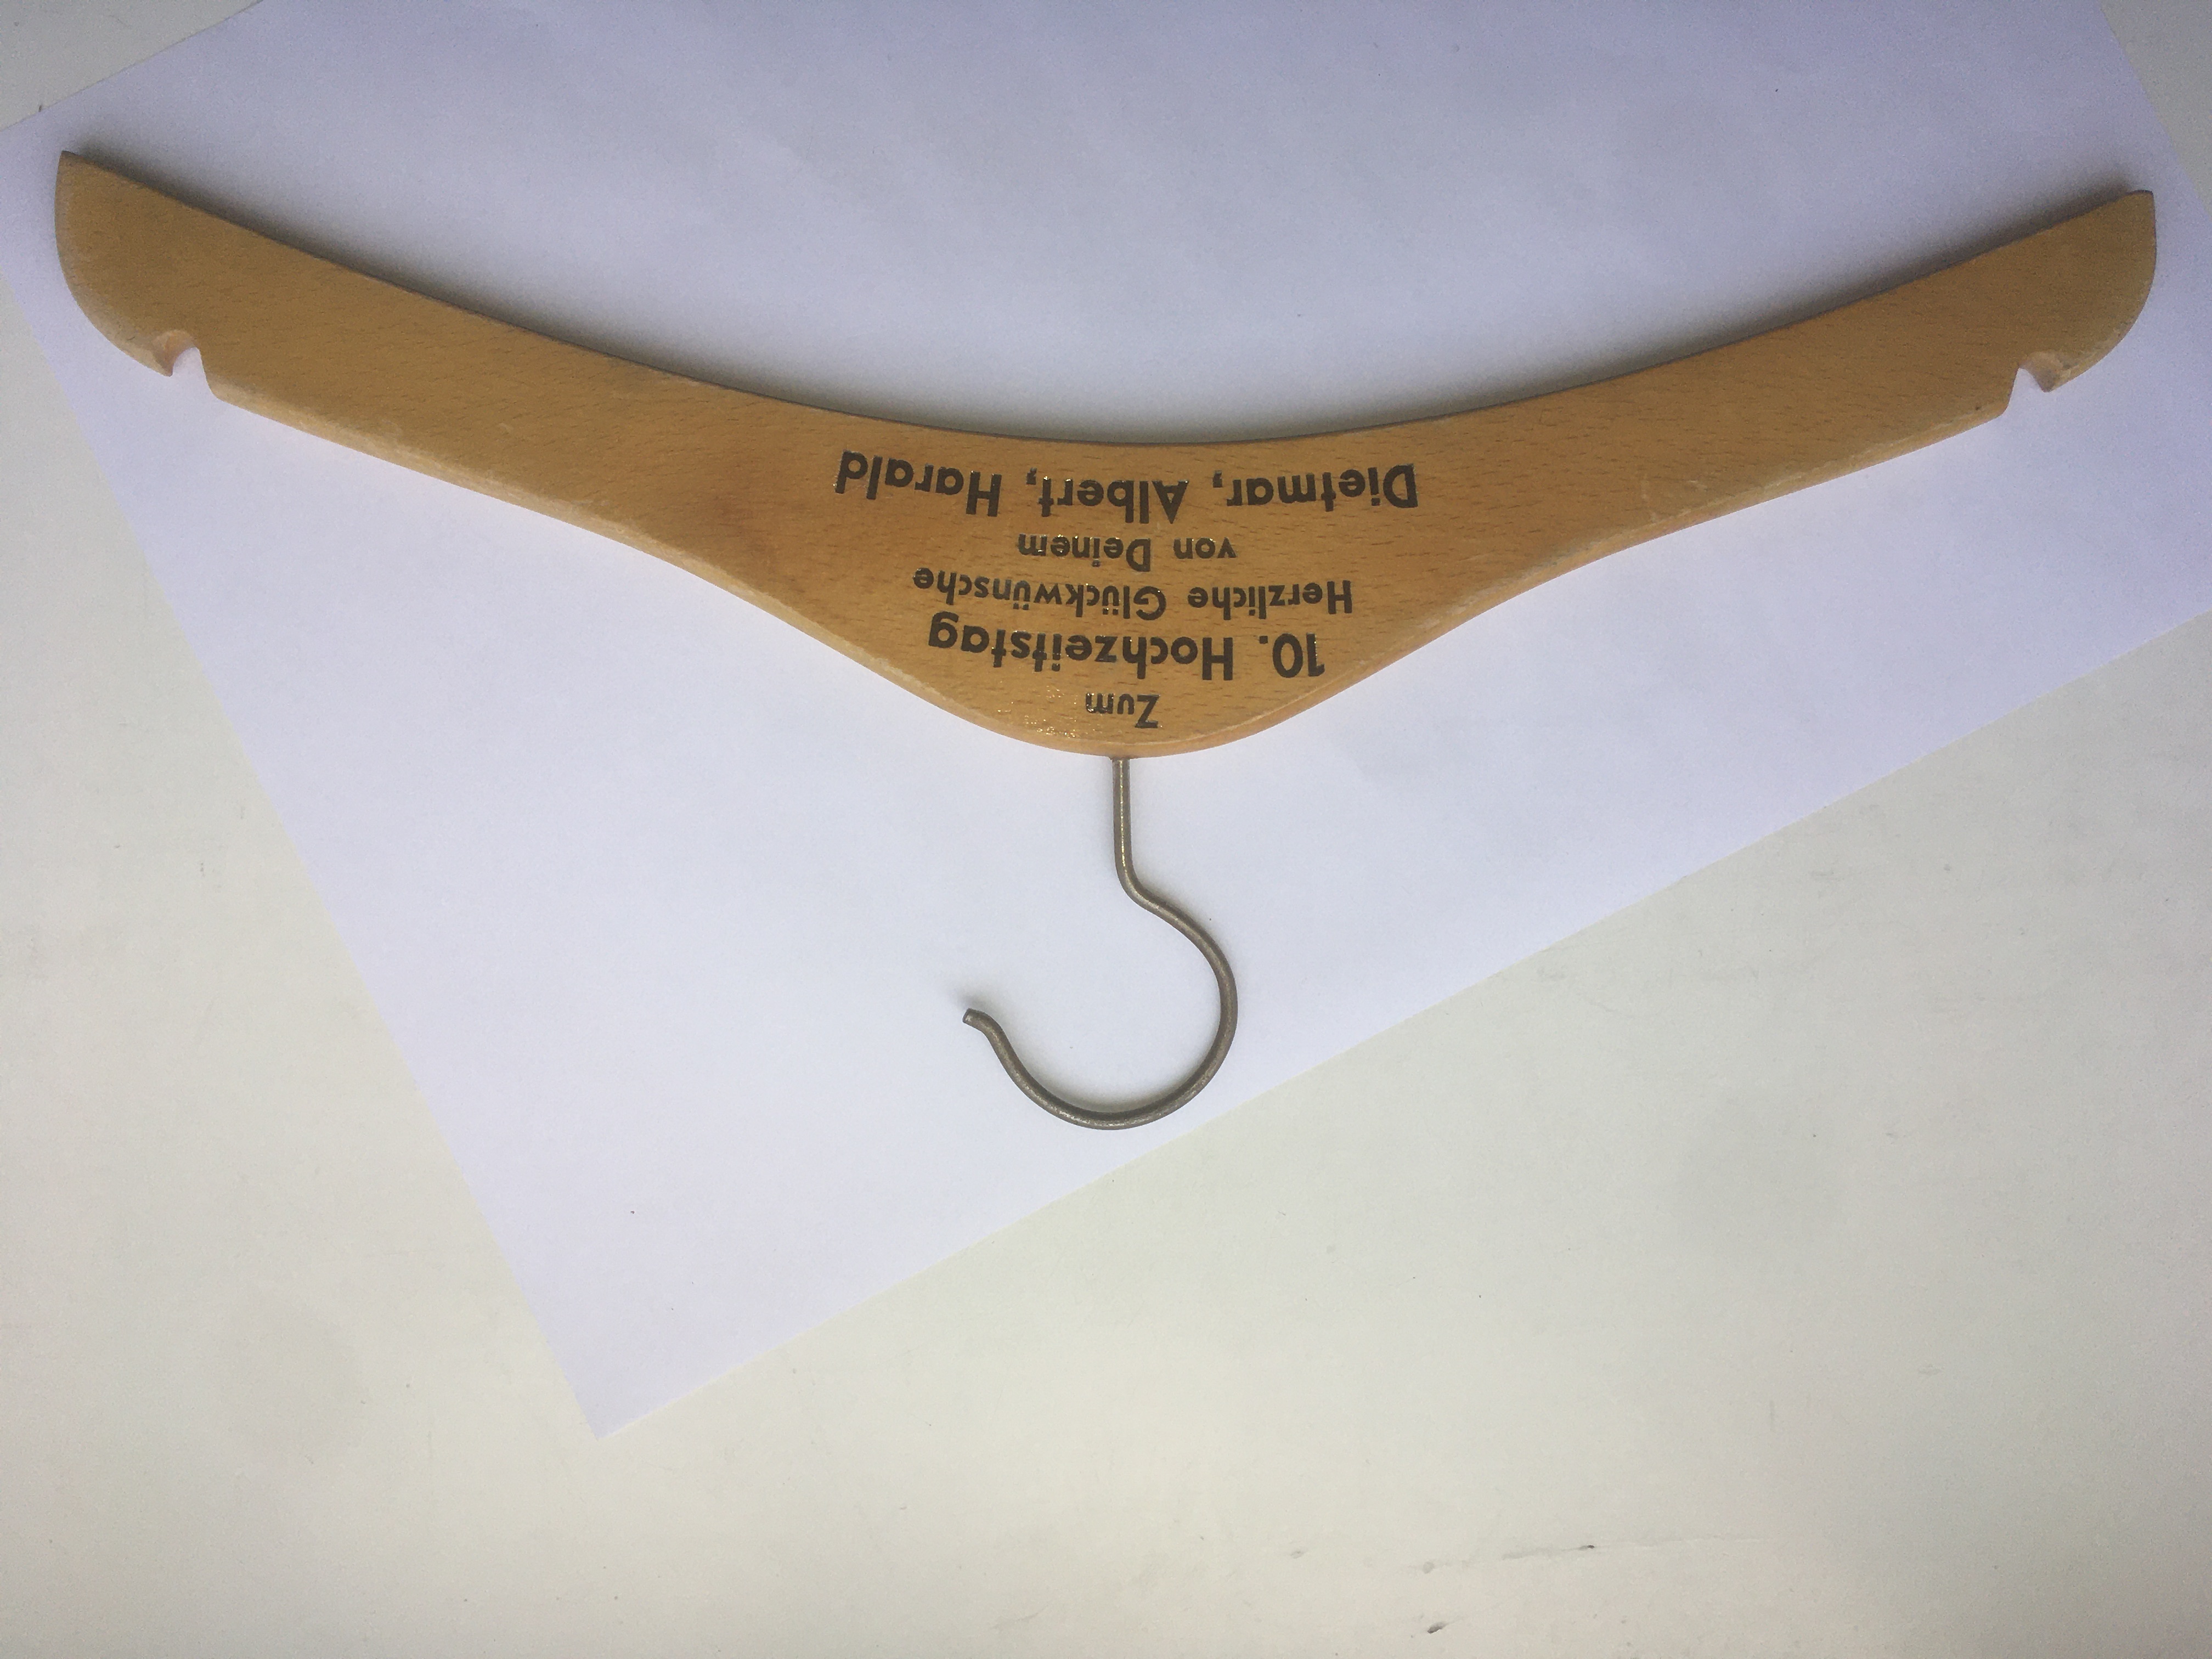 Zum
10. Hochzeitstag
Herzliche Glückwünsche
von Deinem
Dietmar, Albert, Harald